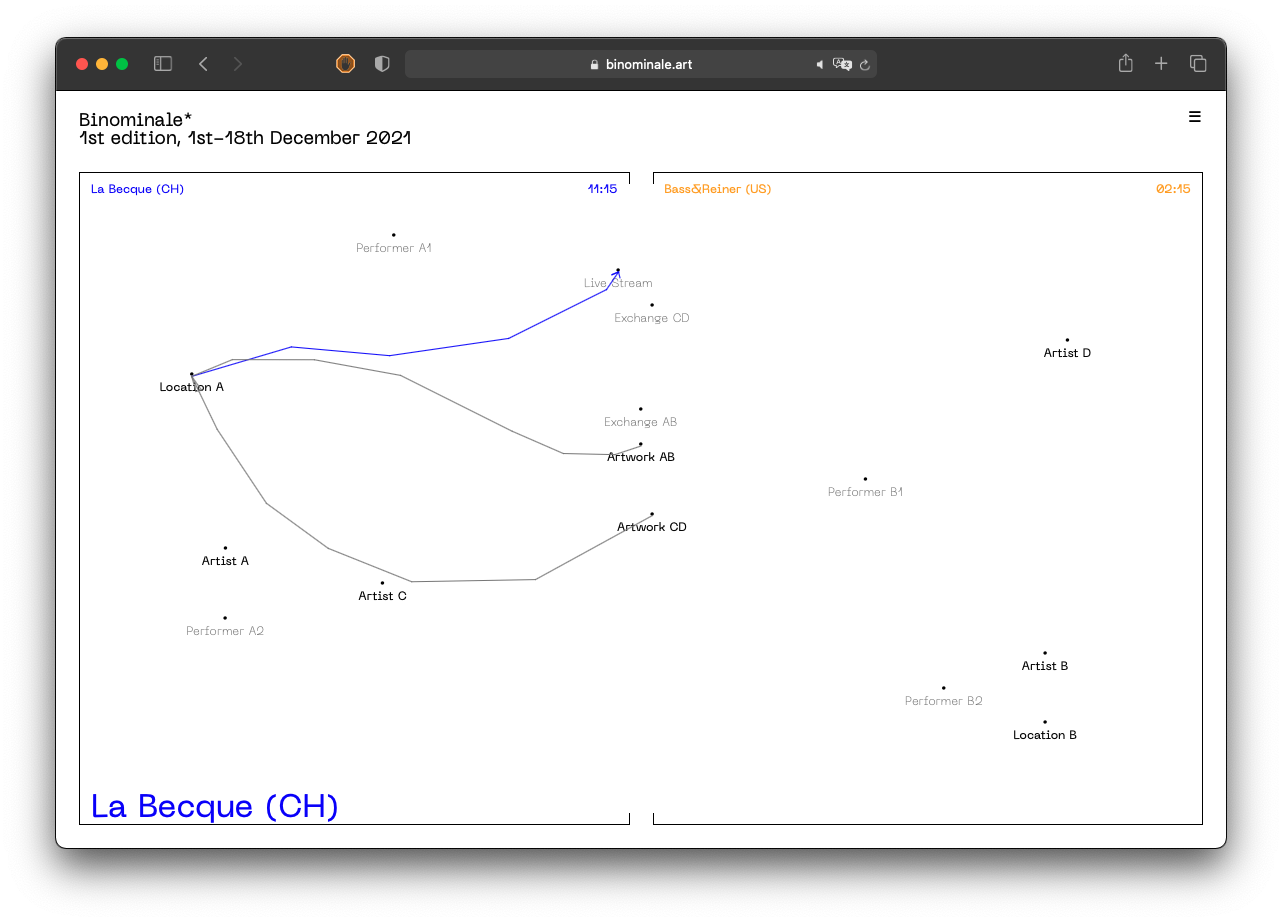 binominale.art
Binominale*
1st edition, 1st–18th December 2021
☰
La Becque (CH)
11:15
Bass&Reiner (US)
02:15
Performer A1
Live Stream
Exchange CD
Artist D
Location A
Exchange AB
Artwork AB
Performer B1
Artwork CD
Artist A
Artist C
Performer A2
Artist B
Performer B2
Location B
La Becque (CH)